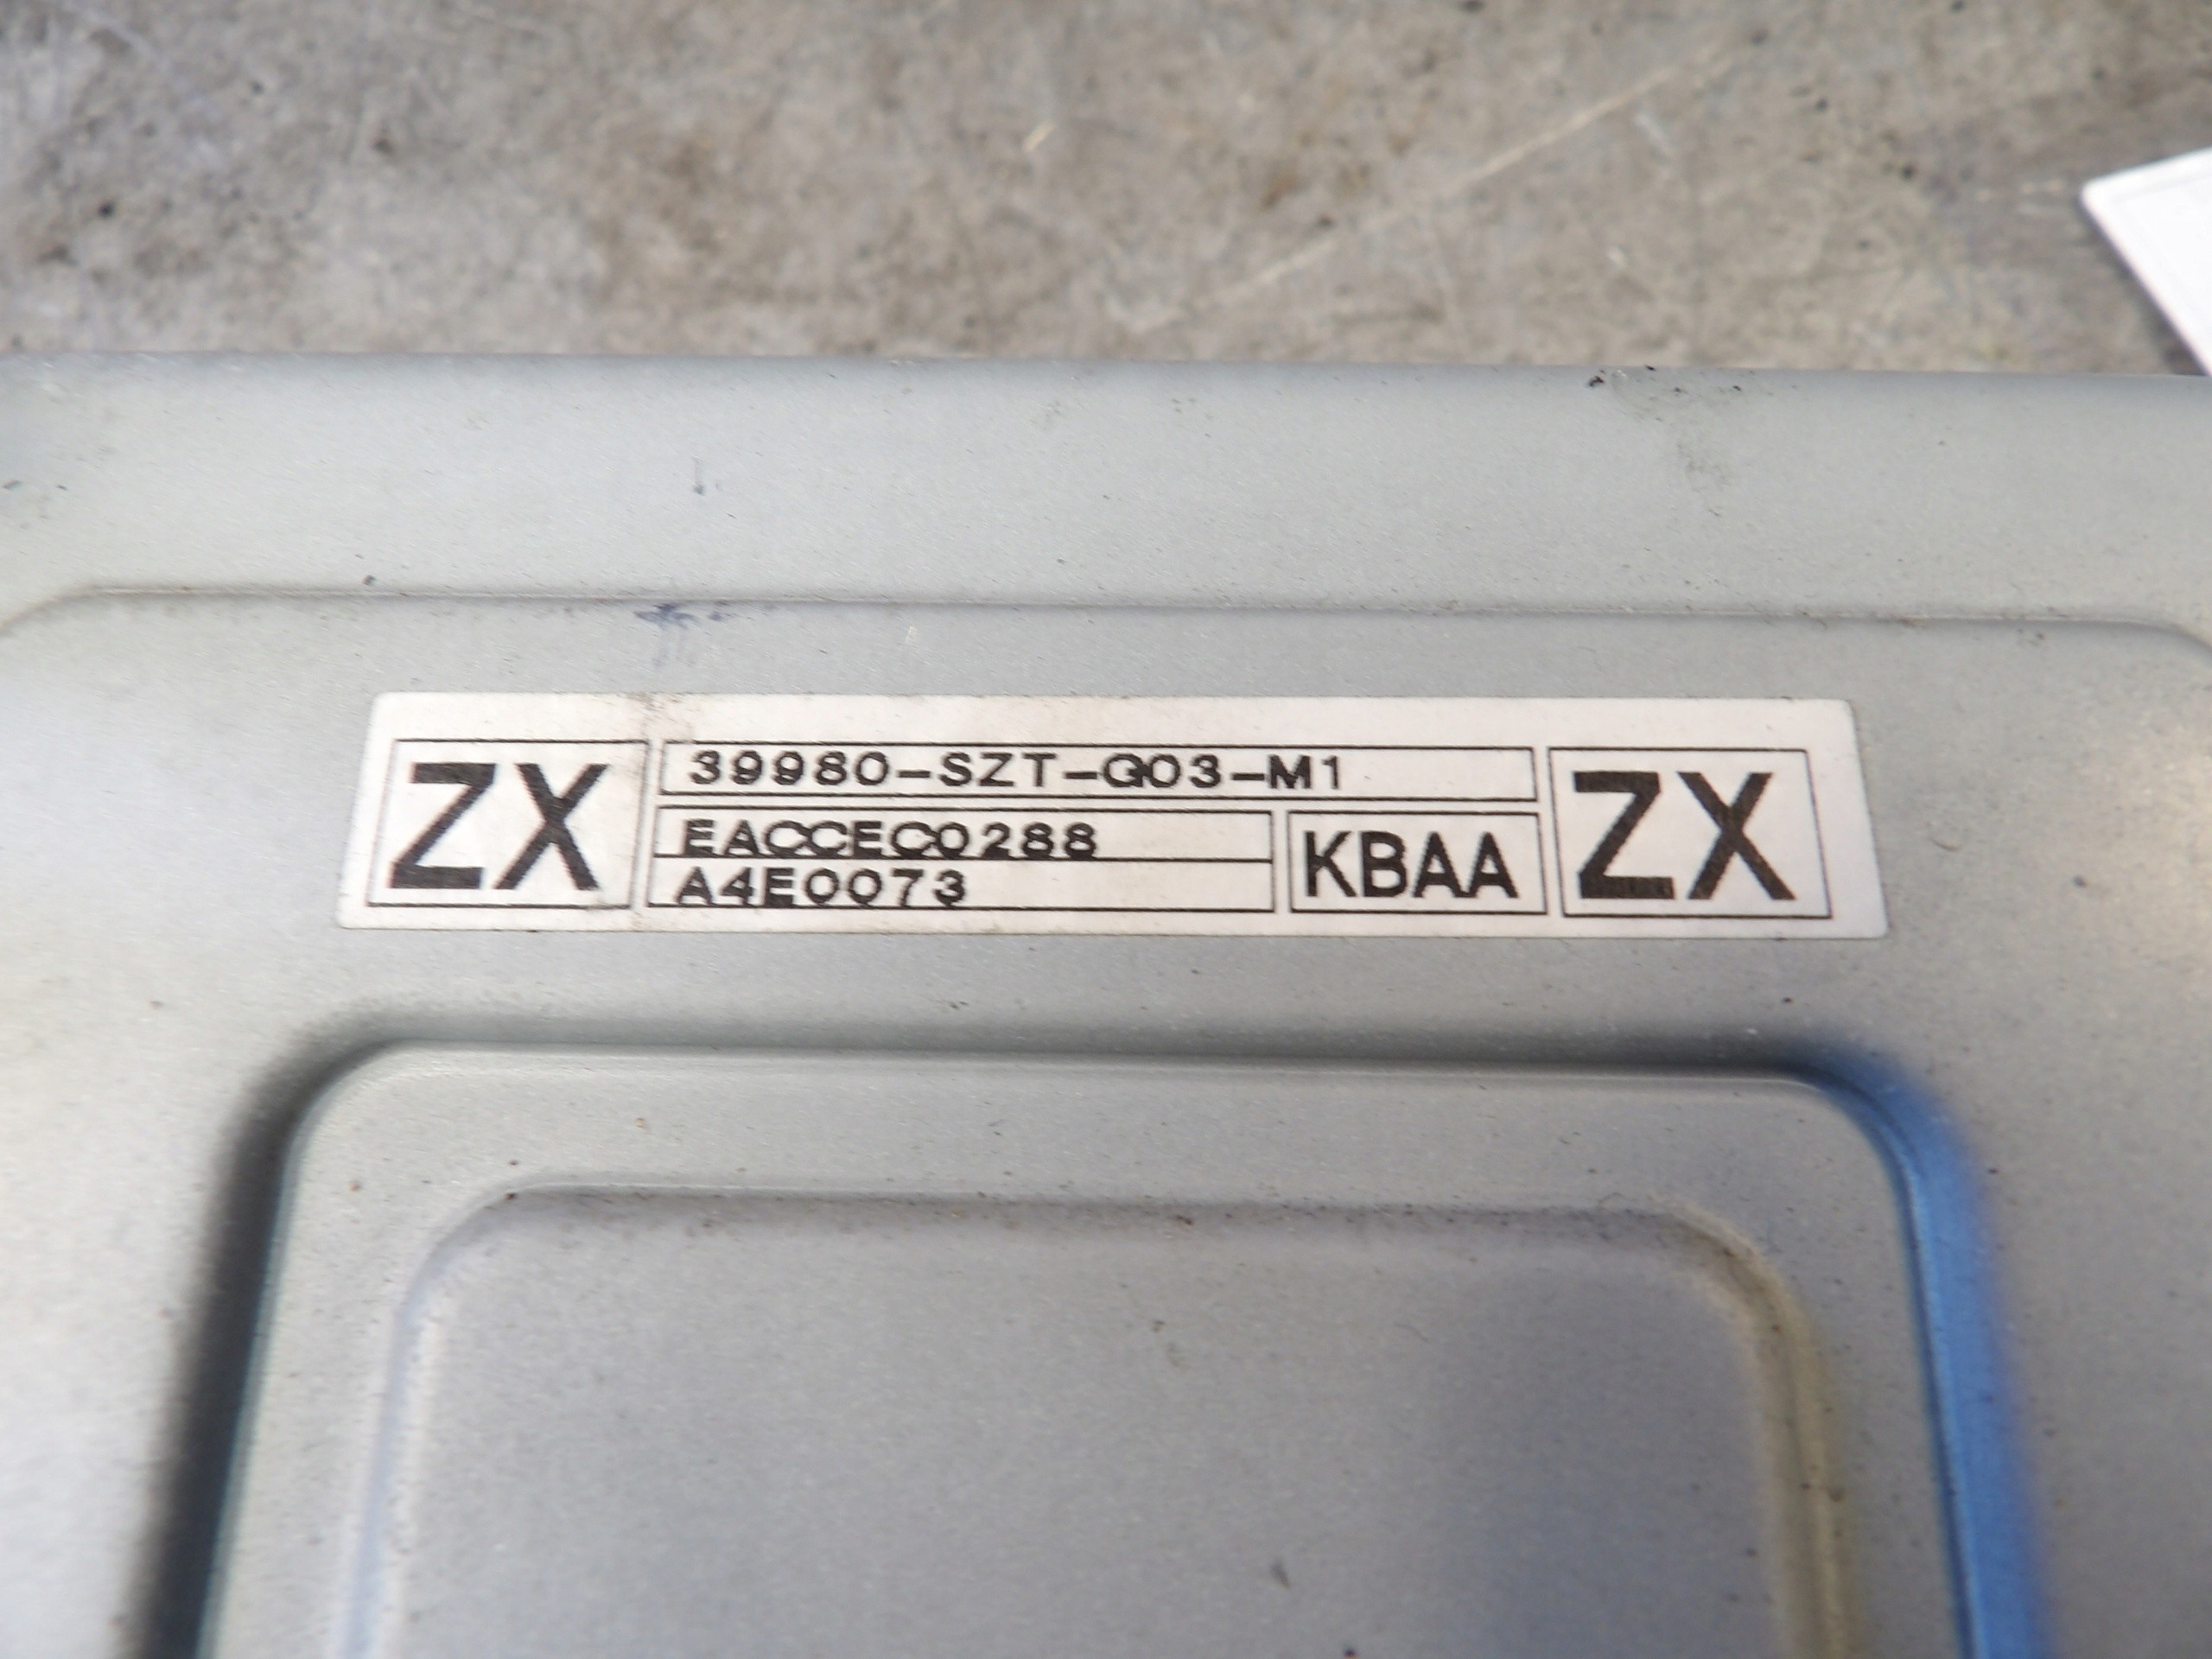 ZX
39980-SZT-G03-M1
EACCEC0288
A4E0073
KBAA
ZX